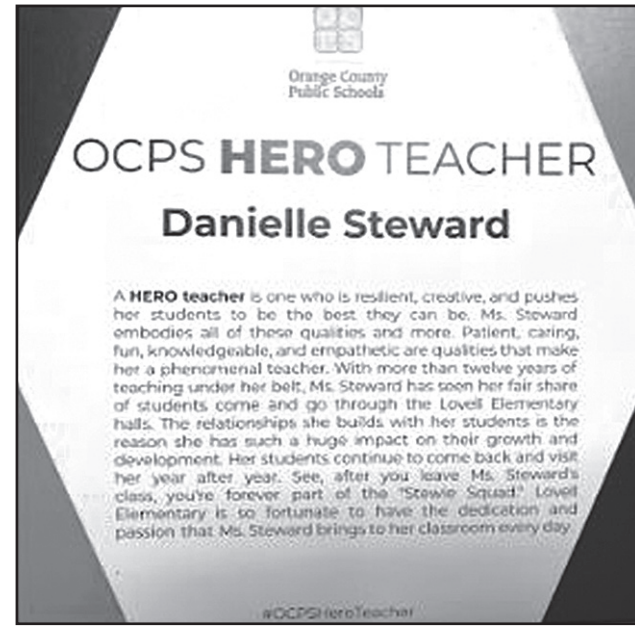 Orange County
Public Schools
OCPS HERO TEACHER
Danielle Steward
A HERO teacher is one who is resilient, creative, and pushes
her students to be the best they can be. Ms. Steward
embodies all of these qualities and more. Patient, caring,
fun, knowledgeable, and empathetic are qualities that make
her a phenomenal teacher. With more than twelve years of
teaching under her belt, Ms. Steward has seen her fair share
of students come and go through the Lovell Elementary
halls. The relationships she builds with her students is the
reason she has such a huge impact on their growth and
development. Her students continue to come back and visit
her year after year. See, after you leave Ms. Steward's
class, you're forever part of the "Stewie Squad." Lovell
Elementary is so fortunate to have the dedication and
passion that Ms. Steward brings to her classroom every day.
#OCPSHeroTeacher